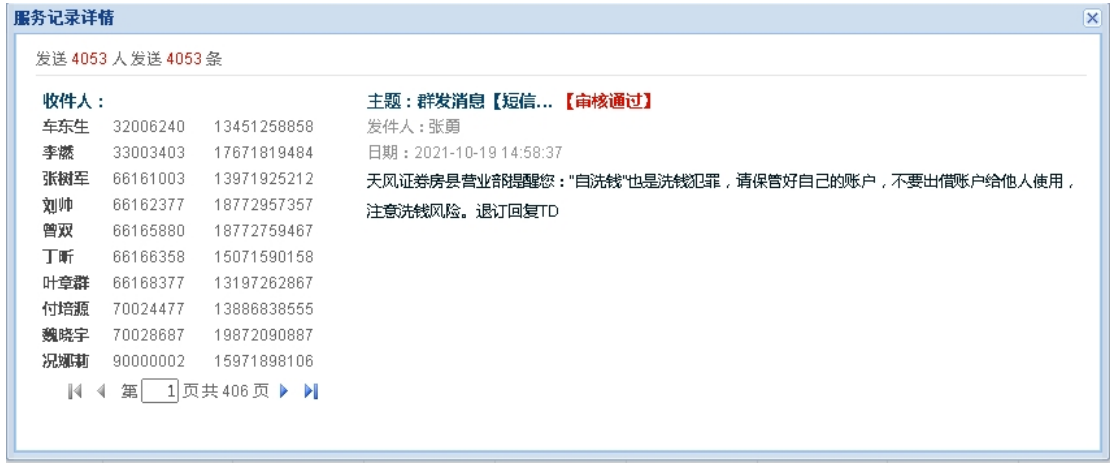 服务记录详情
发送 4053 人发送 4053 条
收件人：
车东生 32006240 13451258858
李燃 33003403 17671819484
张树军 66161003 13971925212
刘帅 66162377 18772957357
曾双 66165880 18772759467
丁昕 66166358 15071590158
叶章群 66168377 13197262867
付培源 70024477 13886838555
魏晓宇 70028687 19872090887
况娜莉 90000002 15971898106
第 1 页共 406 页
主题：群发消息【短信... 【审核通过】
发件人：张勇
日期：2021-10-19 14:58:37
天风证券房县营业部提醒您："自洗钱"也是洗钱犯罪，请保管好自己的账户，不要出借账户给他人使用，
注意洗钱风险。退订回复TD